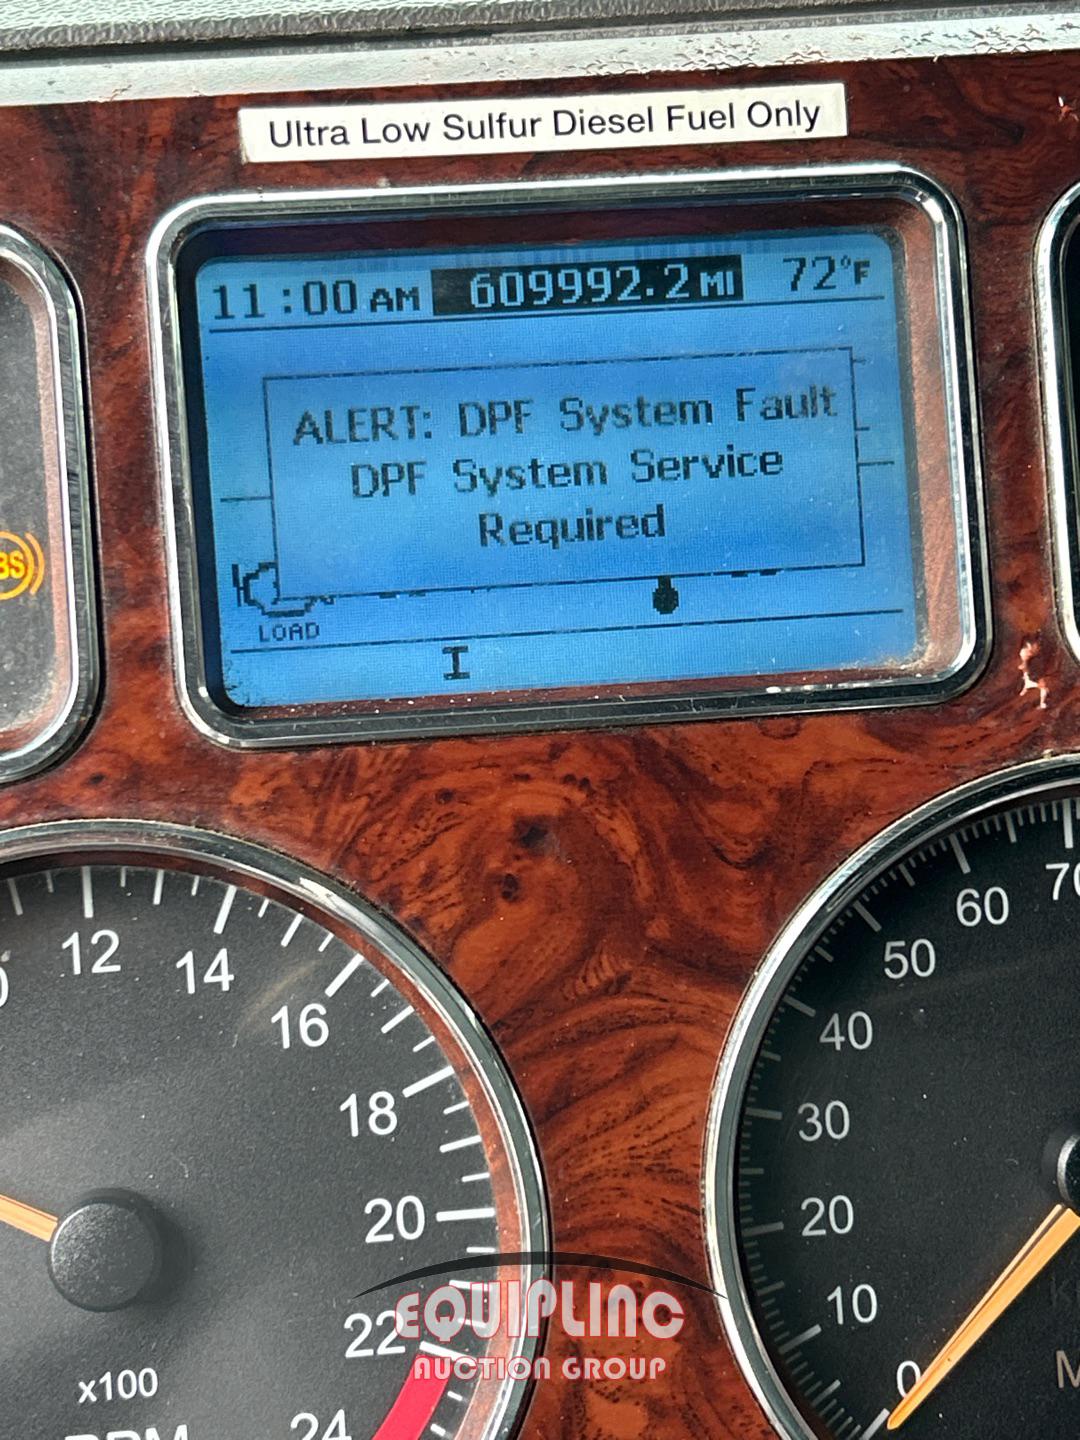 Ultra Low Sulfur Diesel Fuel Only
11:00 AM 609992.2 MI 72°F
ALERT: DPF System Fault
DPF System Service
Required
LOAD
I
12
14
16
18
20
22
24
x100
RPM
70
60
50
40
30
20
10
0
EQUIPLINC
AUCTION GROUP